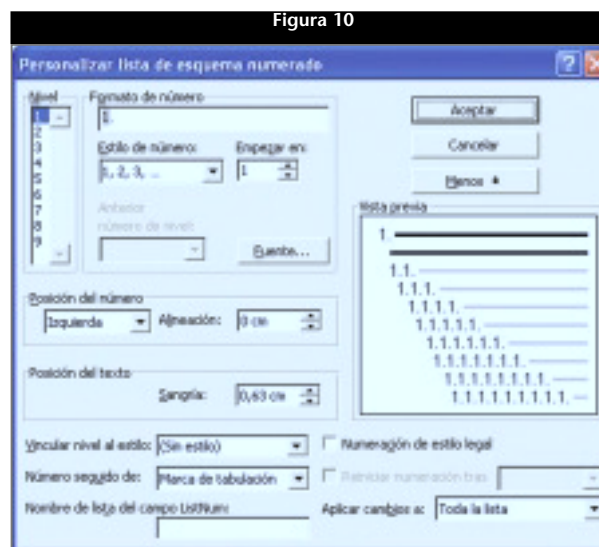 Figura 10
Personalizar lista de esquema numerado
Nivel
1
2
3
4
5
6
7
8
9
Formato de número
1.
Estilo de número:
1, 2, 3, ...
Empezar en:
1
Anterior
número de nivel:
Fuente...
Aceptar
Cancelar
Menos
Vista previa
1.
1.1.
1.1.1.
1.1.1.1.
1.1.1.1.1.
1.1.1.1.1.1.
1.1.1.1.1.1.1.
1.1.1.1.1.1.1.1.
1.1.1.1.1.1.1.1.1.
Posición del número
Izquierda
Alineación:
0 cm
Posición del texto
Sangría:
0,63 cm
Vincular nivel al estilo: (Sin estilo)
Numeración de estilo legal
Número seguido de: Marca de tabulación
Reiniciar numeración tras
Nombre de lista del campo ListNum:
Aplicar cambios a: Toda la lista